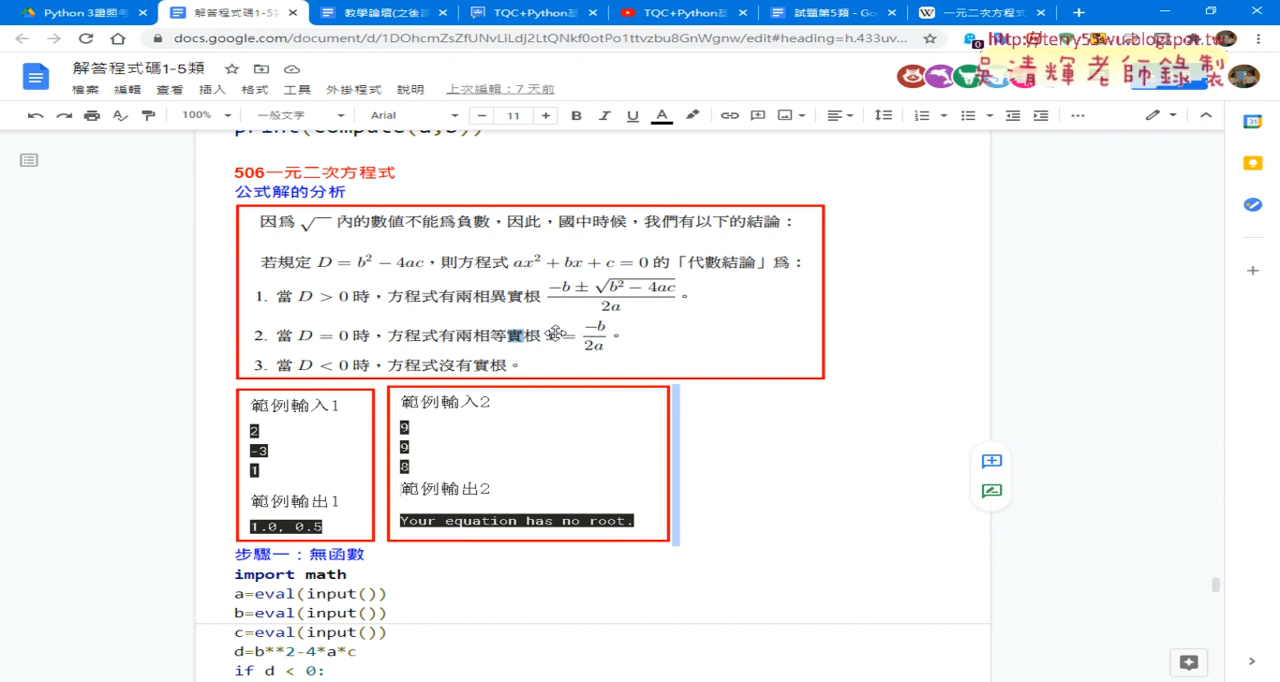 Python 3證照
解答程式碼1-5類
教學論壇(之後
TQC+Python
TQC+Python
試題第5類 - Go
一元二次方程式
docs.google.com/document/d/1DOhcmZsZfUNvLiLdj2LtQNkf0otPo1ttvzbu8GnWgnw/edit#heading=h.433uv...
吳清輝老師錄製
解答程式碼1-5類
檔案 編輯 查看 插入 格式 工具 外掛程式 說明 上次編輯:7 天前
100% 一般文字 Arial 11
print(compute(a,b))
506一元二次方程式
公式解的分析
因為 √ 內的數值不能為負數,因此,國中時候,我們有以下的結論:
若規定 D = b² − 4ac,則方程式 ax² + bx + c = 0 的「代數結論」為:
1. 當 D > 0 時,方程式有兩相異實根 (−b ± √(b² − 4ac))/2a。
2. 當 D = 0 時,方程式有兩相等實根 = −b/2a。
3. 當 D < 0 時,方程式沒有實根。
範例輸入1
2
-3
1
範例輸出1
1.0, 0.5
範例輸入2
9
9
8
範例輸出2
Your equation has no root.
步驟一:無函數
import math
a=eval(input())
b=eval(input())
c=eval(input())
d=b**2-4*a*c
if d < 0: